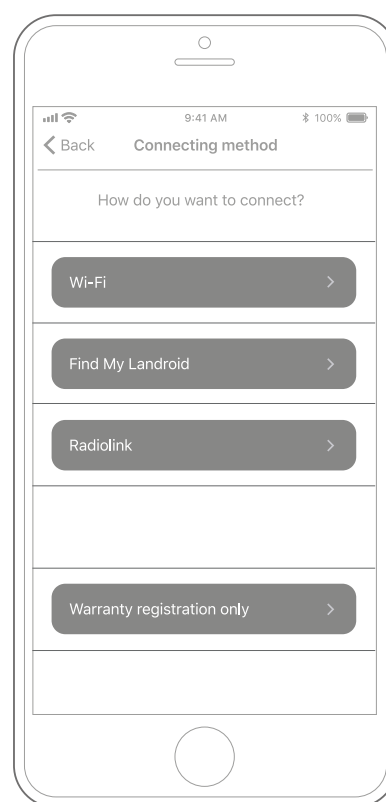 9:41 AM 100%
Back Connecting method
How do you want to connect?
Wi-Fi
Find My Landroid
Radiolink
Warranty registration only